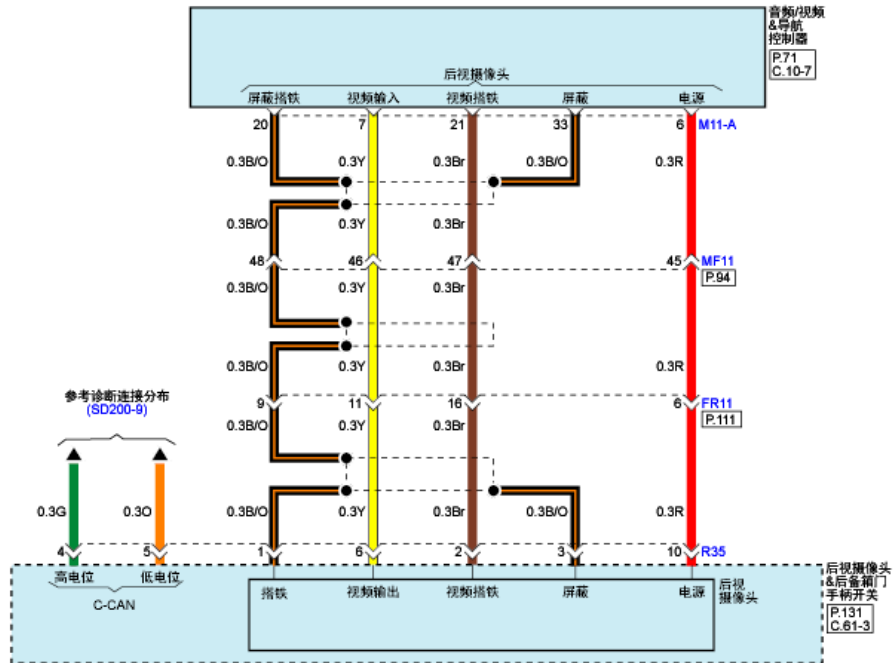 音频/视频
&导航
控制器
P.71
C.10-7
后视摄像头
屏蔽搭铁 视频输入 视频搭铁 屏蔽 电源
20 7 21 33 6 M11-A
0.3B/O 0.3Y 0.3Br 0.3B/O 0.3R
0.3B/O 0.3Y 0.3Br
48 46 47 45 MF11
P.94
0.3B/O 0.3Y 0.3Br
0.3B/O 0.3Y 0.3Br 0.3R
参考诊断连接分布
(SD200-9)
9 11 16 6 FR11
P.111
0.3B/O 0.3Y 0.3Br
0.3G 0.3O 0.3B/O 0.3Y 0.3Br 0.3B/O 0.3R
4 5 1 6 2 3 10 R35
高电位 低电位
C-CAN
搭铁 视频输出 视频搭铁 屏蔽 电源
后视
摄像头
后视摄像头
&后备箱门
手柄开关
P.131
C.61-3